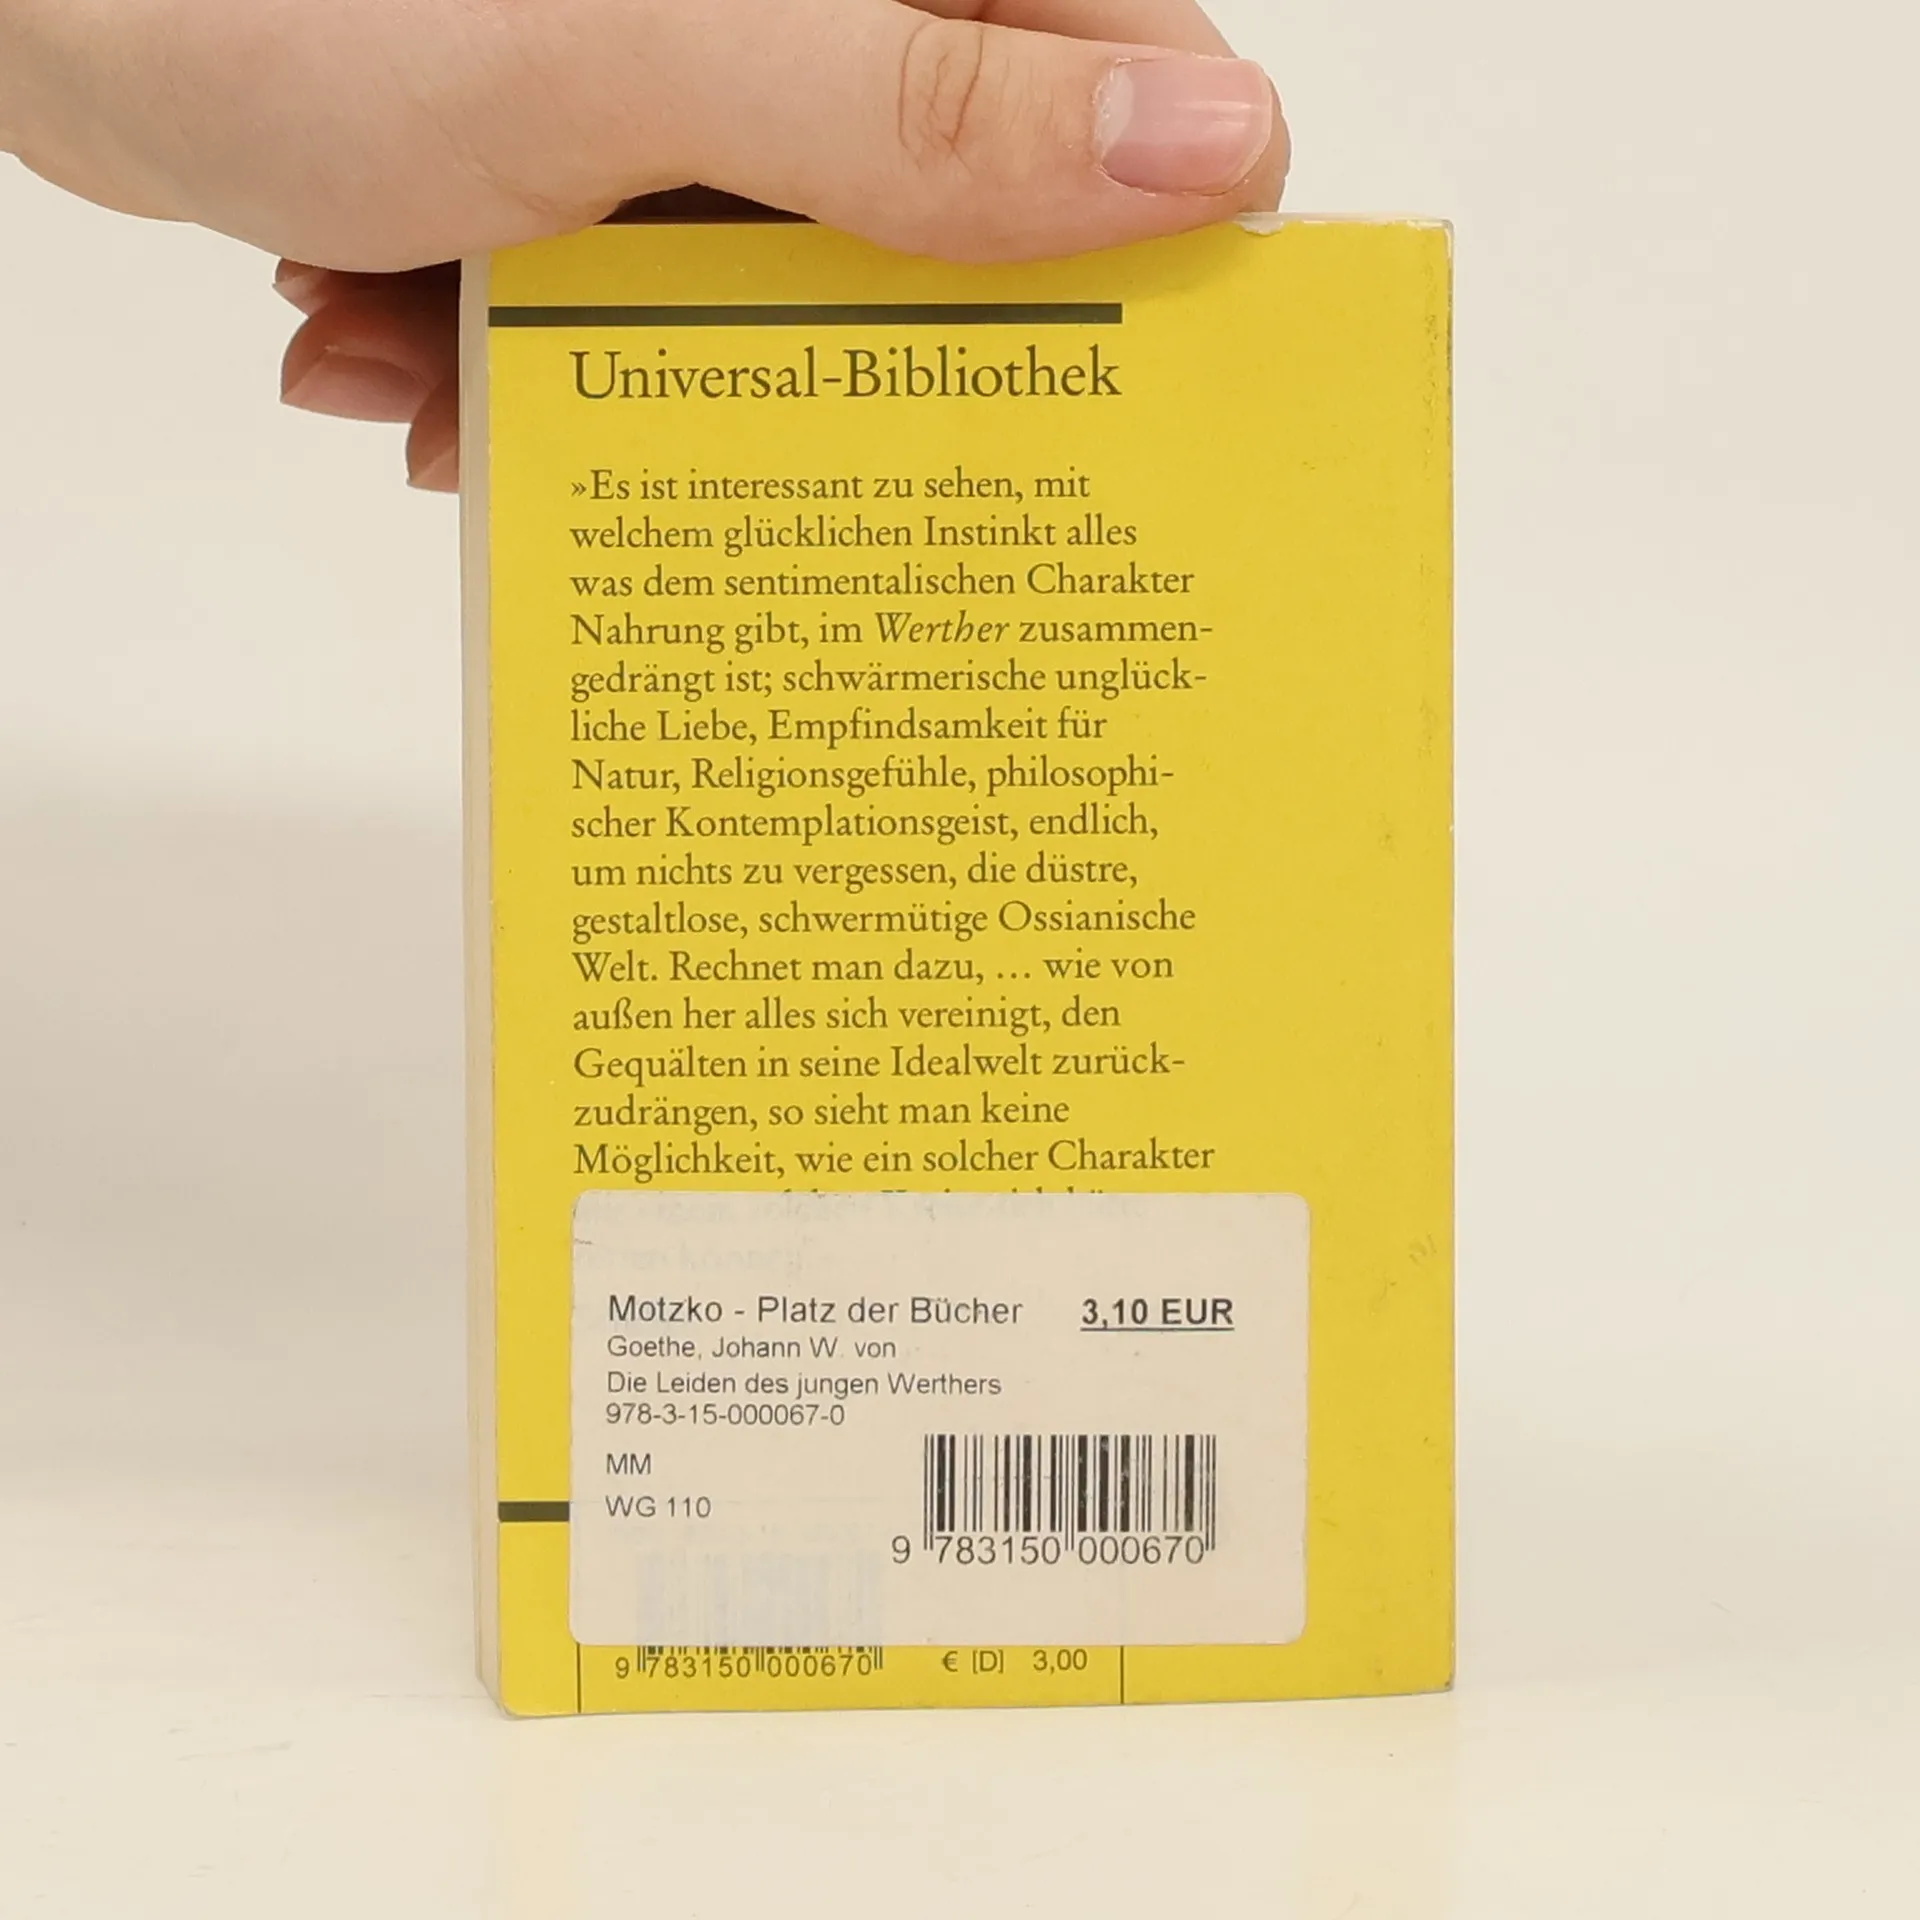 Universal-Bibliothek
»Es ist interessant zu sehen, mit
welchem glücklichen Instinkt alles
was dem sentimentalischen Charakter
Nahrung gibt, im Werther zusammen-
gedrängt ist; schwärmerische unglück-
liche Liebe, Empfindsamkeit für
Natur, Religionsgefühle, philosophi-
scher Kontemplationsgeist, endlich,
um nichts zu vergessen, die düstre,
gestaltlose, schwermütige Ossianische
Welt. Rechnet man dazu, … wie von
außen her alles sich vereinigt, den
Gequälten in seine Idealwelt zurück-
zudrängen, so sieht man keine
Möglichkeit, wie ein solcher Charakter
Motzko - Platz der Bücher 3,10 EUR
Goethe, Johann W. von
Die Leiden des jungen Werthers
978-3-15-000067-0
MM
WG 110
9 783150 000670
9 783150 000670 € [D] 3,00